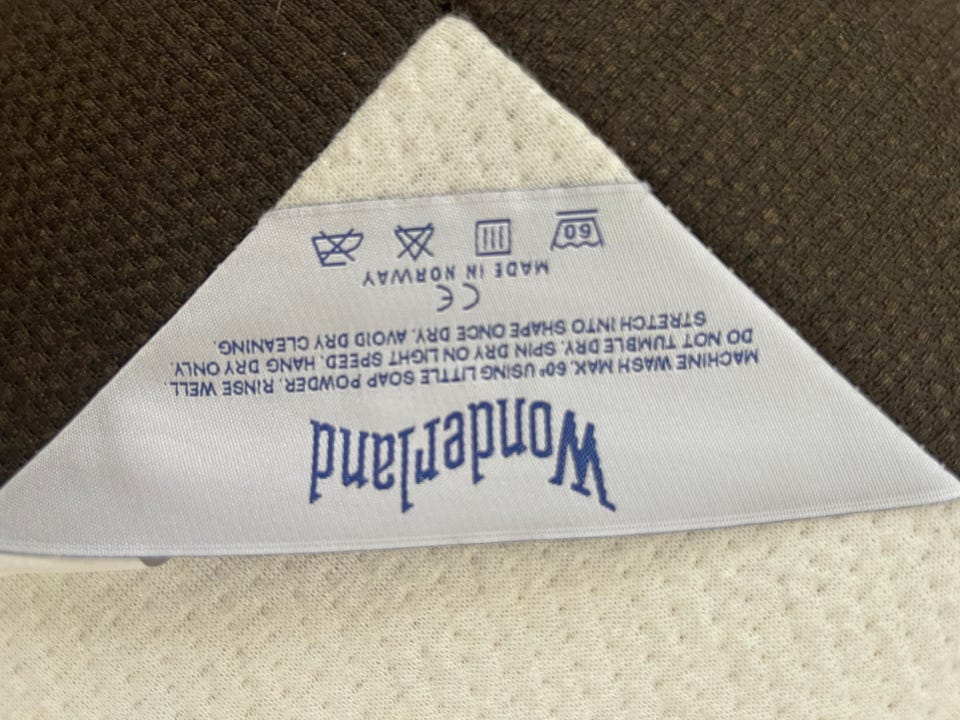 Wonderland
MACHINE WASH MAX. 60° USING LITTLE SOAP POWDER. RINSE WELL.
DO NOT TUMBLE DRY. SPIN DRY ON LIGHT SPEED. HANG DRY ONLY.
STRETCH INTO SHAPE ONCE DRY. AVOID DRY CLEANING.
CE
MADE IN NORWAY
60